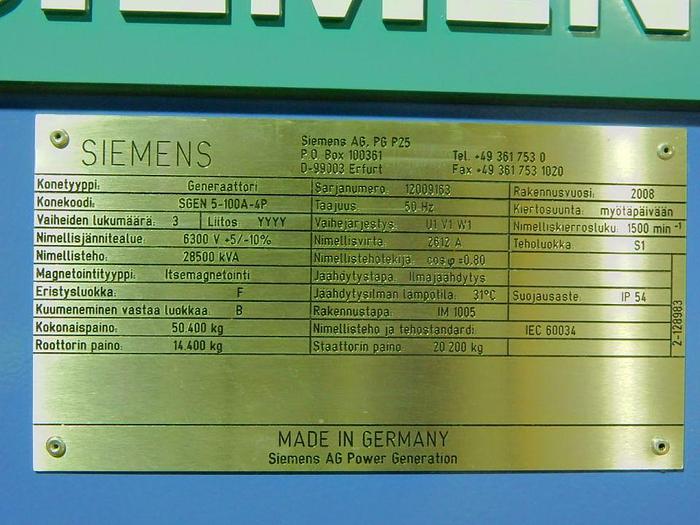 SIEMENS
Siemens AG, PG P25
P.O. Box 100361
D-99003 Erfurt
Tel. +49 361 753 0
Fax +49 361 753 1020
Konetyyppi: Generaattori Sarjanumero: 12009163 Rakennusvuosi: 2008
Konekoodi: SGEN 5-100A-4P Taajuus: 50 Hz Kiertosuunta: myötäpäivään
Vaiheiden lukumäärä: 3 Liitos: YYYY Vaihejärjestys: U1 V1 W1 Nimelliskierrosluku: 1500 min⁻¹
Nimellisjännitealue: 6300 V +5/-10% Nimellisvirta: 2612 A Teholuokka: S1
Nimellisteho: 28500 kVA Nimellistehotekijä: cos φ =0,80
Magnetointityyppi: Itsemagnetointi Jäähdytystapa: Ilmajäähdytys
Eristysluokka: F Jäähdytysilman lämpötila: 31°C Suojausaste: IP 54
Kuumeneminen vastaa luokkaa: B Rakennustapa: IM 1005
Kokonaispaino: 50.400 kg Nimellisteho ja tehostandardi: IEC 60034
Roottorin paino: 14.400 kg Staattorin paino: 20 200 kg
2-128983
MADE IN GERMANY
Siemens AG Power Generation